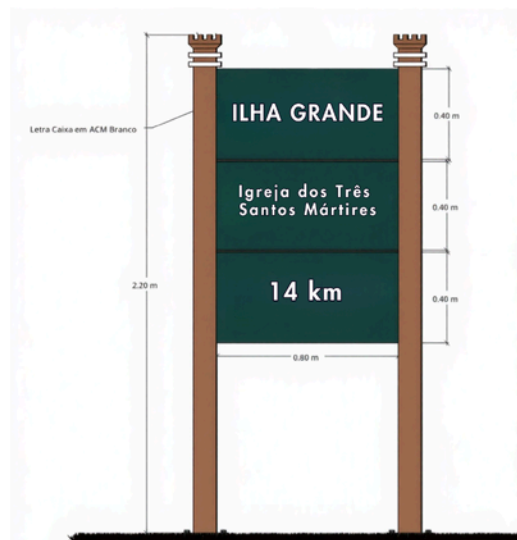 ILHA GRANDE
0.40 m
Letra Caixa em ACM Branco
Igreja dos Três
Santos Mártires
0.40 m
2.20 m
14 km
0.40 m
0.80 m